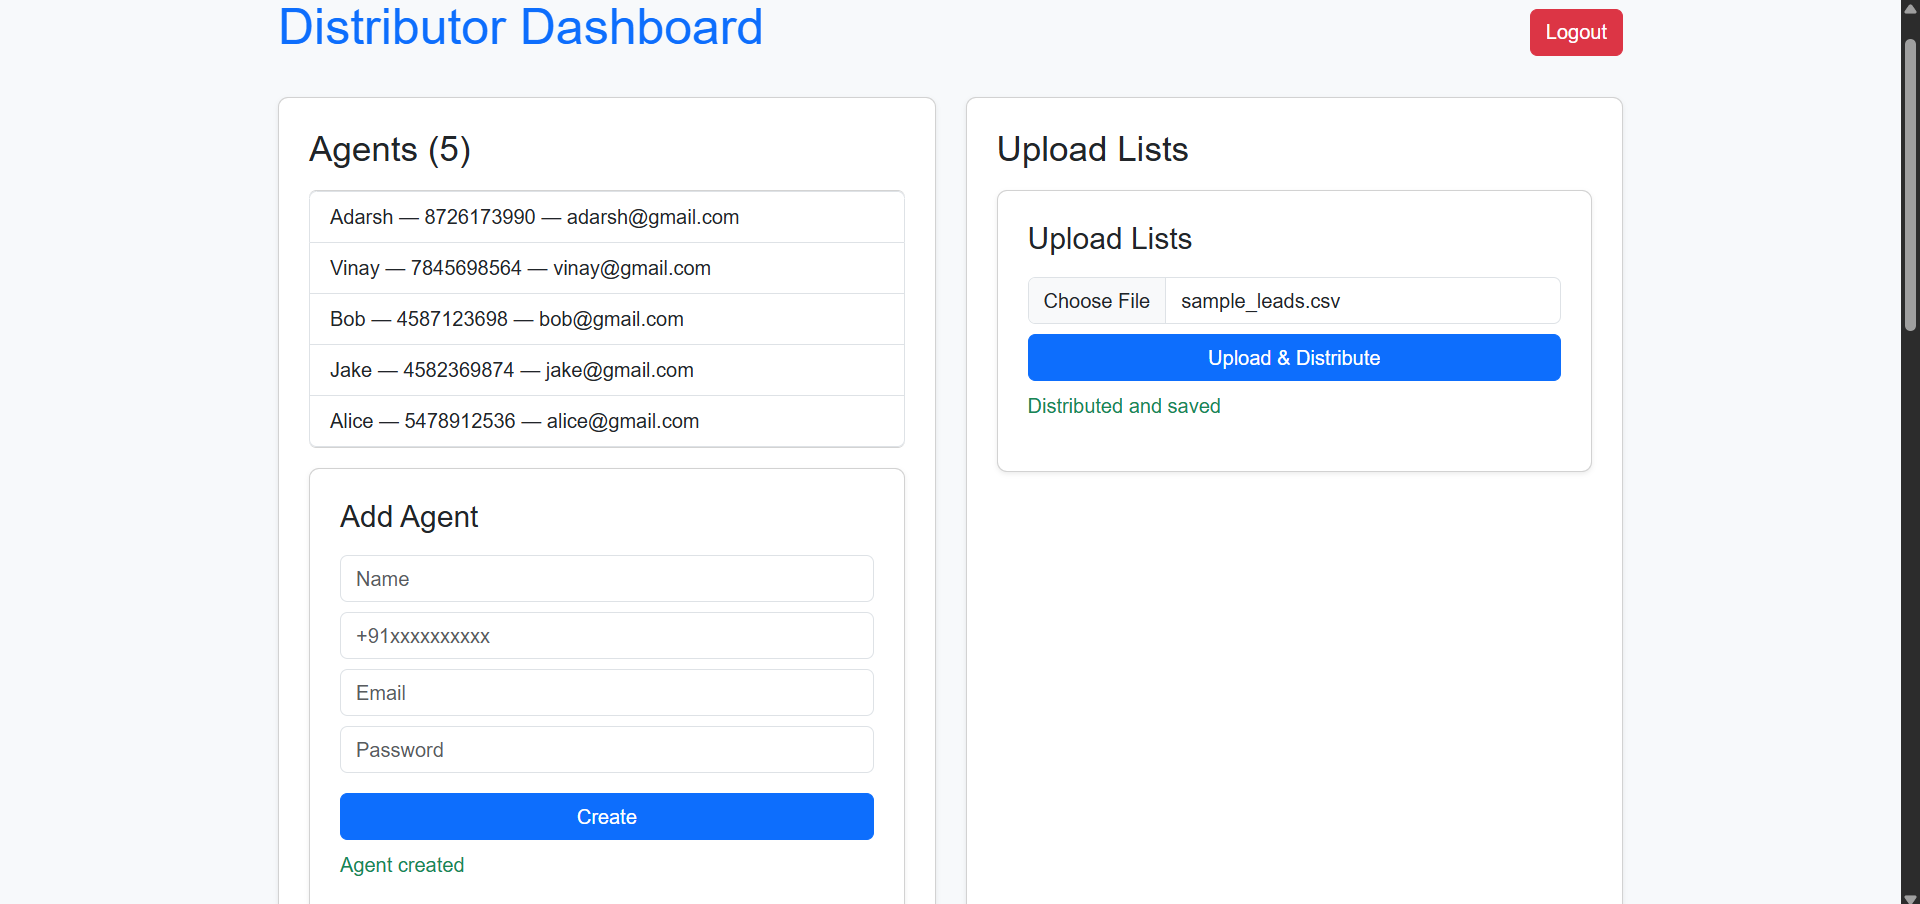 Distributor Dashboard
Logout
Agents (5)
Adarsh — 8726173990 — adarsh@gmail.com
Vinay — 7845698564 — vinay@gmail.com
Bob — 4587123698 — bob@gmail.com
Jake — 4582369874 — jake@gmail.com
Alice — 5478912536 — alice@gmail.com
Add Agent
Name
+91xxxxxxxxxx
Email
Password
Create
Agent created
Upload Lists
Upload Lists
Choose File sample_leads.csv
Upload & Distribute
Distributed and saved